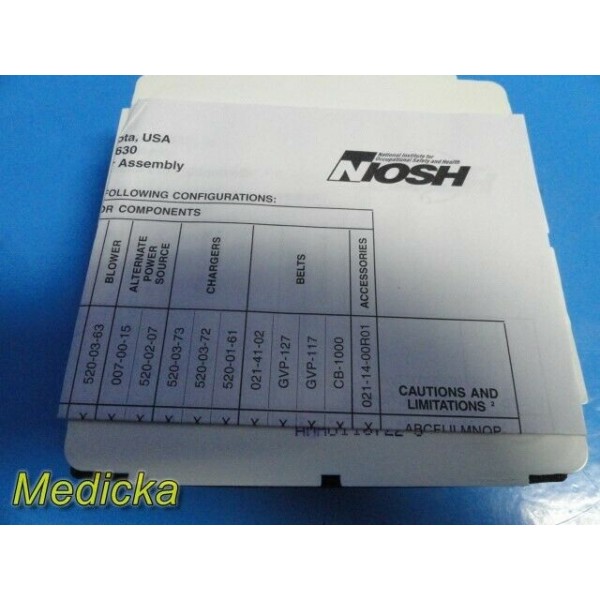 ota, USA
630
Assembly
National Institute for
Occupational Safety and Health
NIOSH
FOLLOWING CONFIGURATIONS:
OR COMPONENTS
BLOWER
ALTERNATE
POWER
SOURCE
CHARGERS
BELTS
ACCESSORIES
520-03-63
007-00-15
520-02-07
520-03-73
520-03-72
520-01-61
021-41-02
GVP-127
GVP-117
CB-1000
021-14-00R01
CAUTIONS AND
LIMITATIONS 2
X X X X X X X X X X X
ABCFIJLMNOP
Medicka